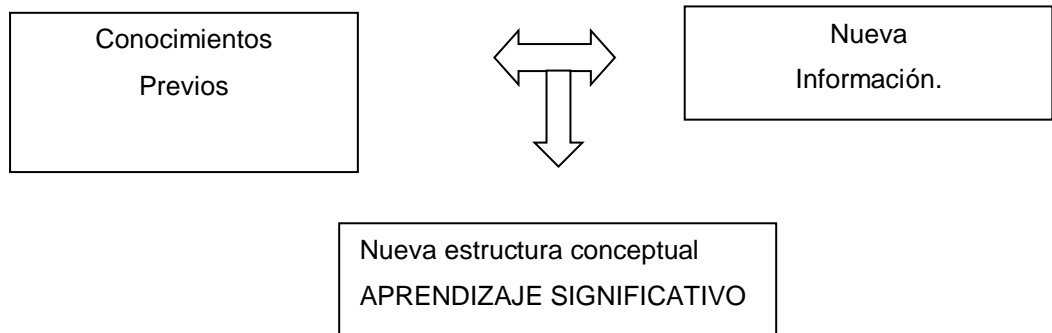 Conocimientos
Previos
Nueva
Información.
Nueva estructura conceptual
APRENDIZAJE SIGNIFICATIVO